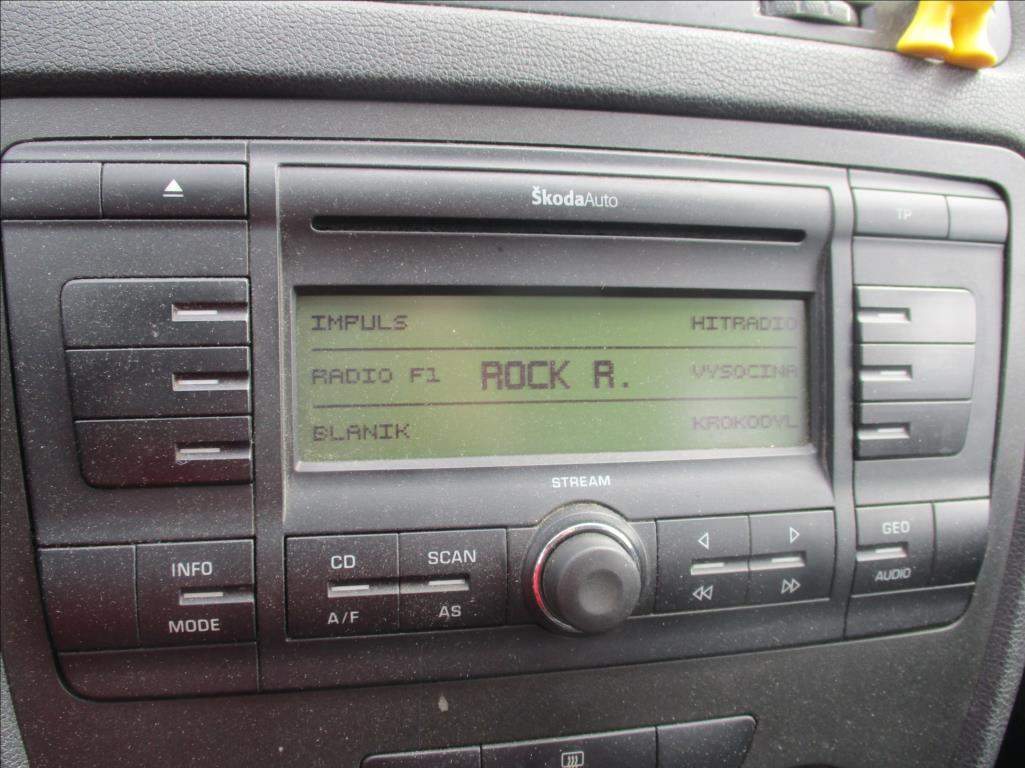 ŠkodaAuto
TP
IMPULS HITRADIO
RADIO F1 ROCK R. VYSOCINA
BLANIK KROKODYL
STREAM
INFO CD SCAN GEO
MODE A/F AS AUDIO